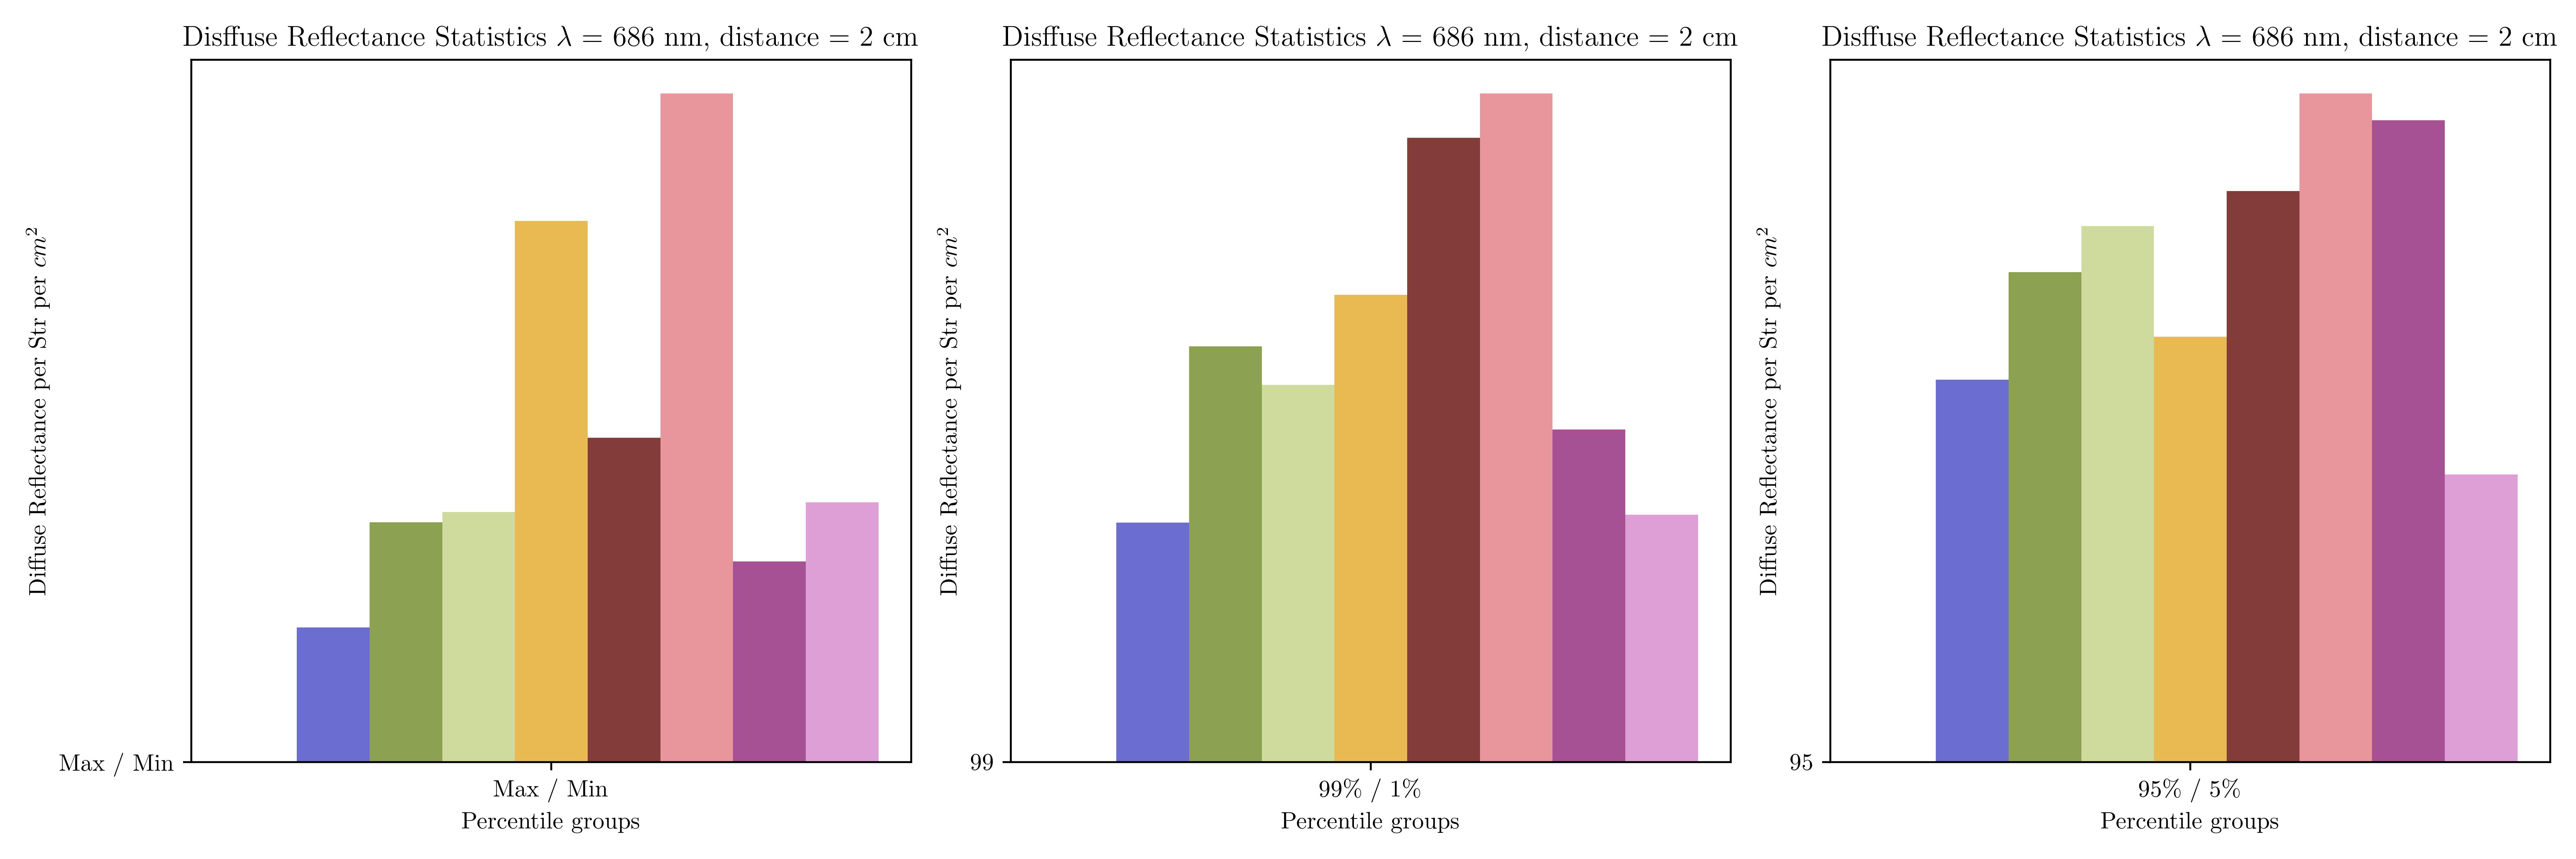 Disffuse Reflectance Statistics λ = 686 nm, distance = 2 cm
Diffuse Reflectance per Str per cm²
Max / Min
Max / Min
Percentile groups
Disffuse Reflectance Statistics λ = 686 nm, distance = 2 cm
Diffuse Reflectance per Str per cm²
99
99% / 1%
Percentile groups
Disffuse Reflectance Statistics λ = 686 nm, distance = 2 cm
Diffuse Reflectance per Str per cm²
95
95% / 5%
Percentile groups